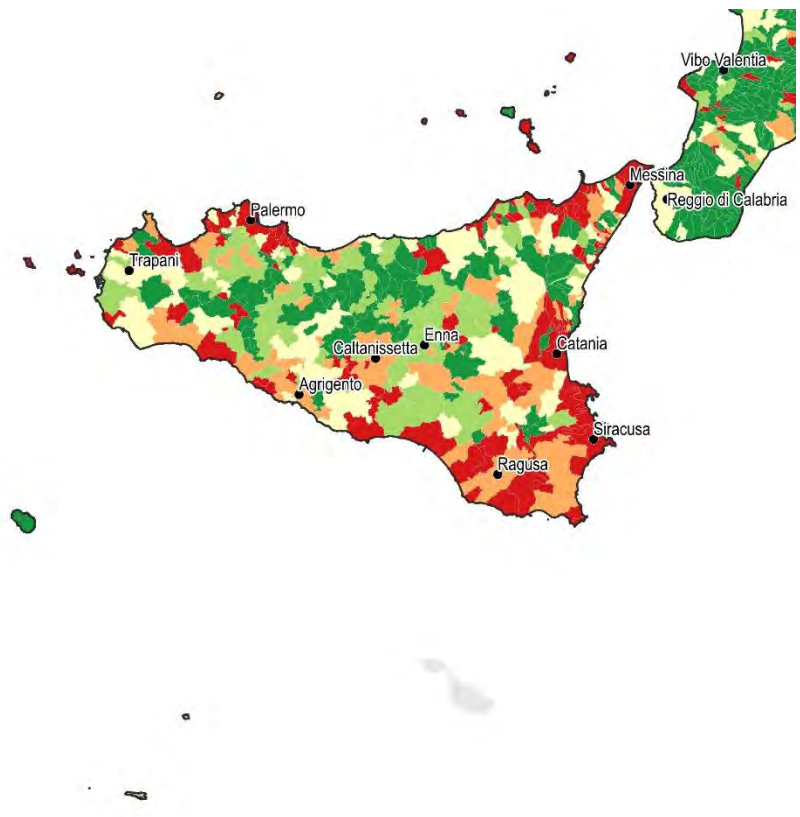 Vibo Valentia
Messina
Reggio di Calabria
Palermo
Trapani
Enna
Caltanissetta
Catania
Agrigento
Siracusa
Ragusa